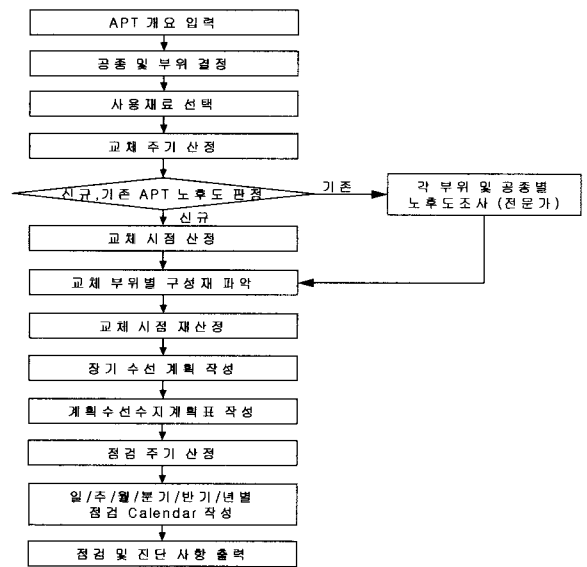 APT 개요 입력
공종 및 부위 결정
사용재료 선택
교체 주기 산정
신규,기존 APT 노후도 판정
기존
각 부위 및 공종별
노후도조사 (전문가)
신규
교체 시점 산정
교체 부위별 구성재 파악
교체 시점 재산정
장기 수선 계획 작성
계획수선수지계획표 작성
점검 주기 산정
일/주/월/분기/반기/년별
점검 Calendar 작성
점검 및 진단 사항 출력